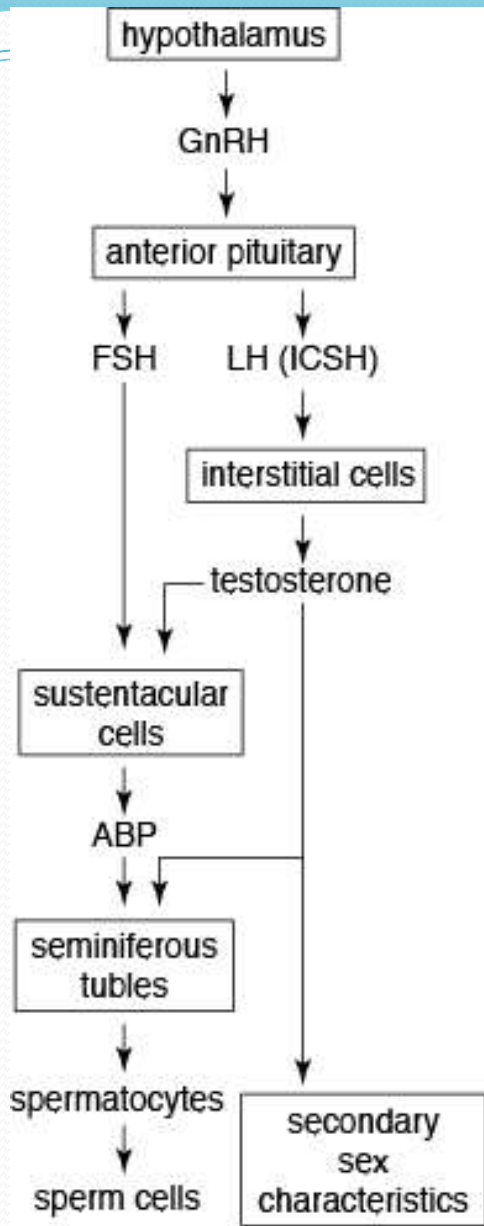 hypothalamus
GnRH
anterior pituitary
FSH
LH (ICSH)
interstitial cells
testosterone
sustentacular
cells
ABP
seminiferous
tubles
spermatocytes
sperm cells
secondary
sex
characteristics